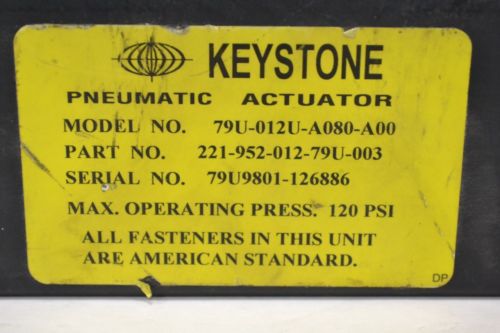 KEYSTONE
PNEUMATIC ACTUATOR
MODEL NO. 79U-012U-A080-A00
PART NO. 221-952-012-79U-003
SERIAL NO. 79U9801-126886
MAX. OPERATING PRESS. 120 PSI
ALL FASTENERS IN THIS UNIT
ARE AMERICAN STANDARD.
DP